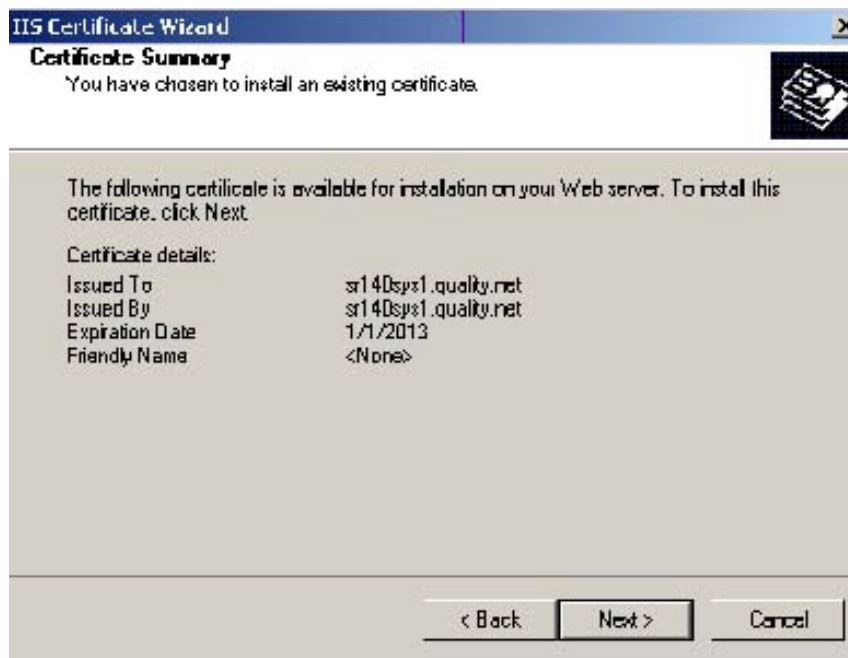 IIS Certificate Wizard
Certificate Summary
You have chosen to install an existing certificate.
The following certificate is available for installation on your Web server. To install this
certificate, click Next.
Certificate details:
Issued To sr140sys1.quality.net
Issued By sr140sys1.quality.net
Expiration Date 1/1/2013
Friendly Name <None>
< Back Next > Cancel